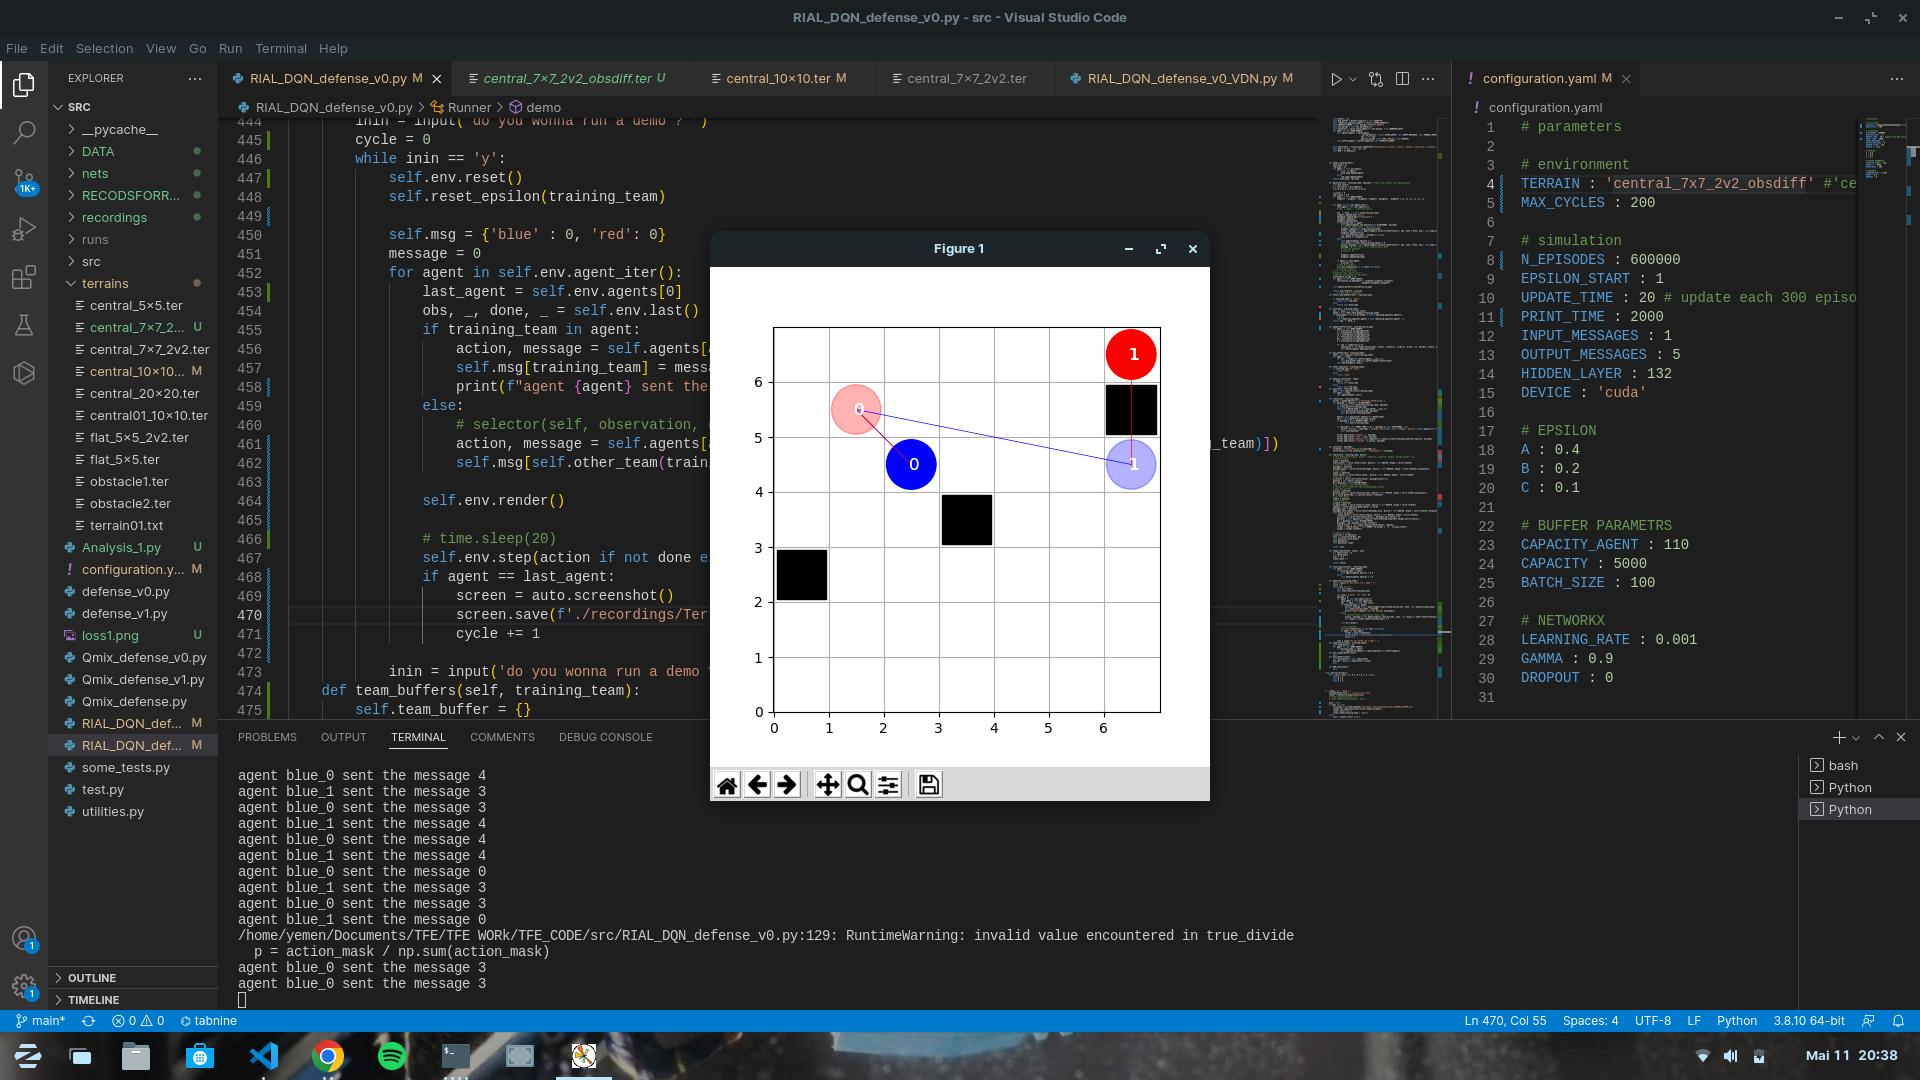 RIAL_DQN_defense_v0.py - src - Visual Studio Code
File Edit Selection View Go Run Terminal Help
EXPLORER
SRC
__pycache__
DATA
nets
RECODSFORR...
recordings
runs
src
terrains
central_5×5.ter
central_7×7_2... U
central_7×7_2v2.ter
central_10×10... M
central_20×20.ter
central01_10×10.ter
flat_5×5_2v2.ter
flat_5×5.ter
obstacle1.ter
obstacle2.ter
terrain01.txt
Analysis_1.py U
configuration.y... M
defense_v0.py
defense_v1.py
loss1.png U
Qmix_defense_v0.py
Qmix_defense_v1.py
Qmix_defense.py
RIAL_DQN_def... M
RIAL_DQN_def... M
some_tests.py
test.py
utilities.py
OUTLINE
TIMELINE
1K+
1
1
RIAL_DQN_defense_v0.py M
central_7×7_2v2_obsdiff.ter U
central_10×10.ter M
central_7×7_2v2.ter
RIAL_DQN_defense_v0_VDN.py M
RIAL_DQN_defense_v0.py > Runner > demo
444 inin = input('do you wonna run a demo ? ')
445 cycle = 0
446 while inin == 'y':
447 self.env.reset()
448 self.reset_epsilon(training_team)
449
450 self.msg = {'blue' : 0, 'red': 0}
451 message = 0
452 for agent in self.env.agent_iter():
453 last_agent = self.env.agents[0]
454 obs, _, done, _ = self.env.last()
455 if training_team in agent:
456 action, message = self.agents[
457 self.msg[training_team] = mess
458 print(f"agent {agent} sent the
459 else:
460 # selector(self, observation,
461 action, message = self.agents[ _team)])
462 self.msg[self.other_team(train
463
464 self.env.render()
465
466 # time.sleep(20)
467 self.env.step(action if not done e
468 if agent == last_agent:
469 screen = auto.screenshot()
470 screen.save(f'./recordings/Ter
471 cycle += 1
472
473 inin = input('do you wonna run a demo
474 def team_buffers(self, training_team):
475 self.team_buffer = {}
Figure 1
1
0
0
1
6
5
4
3
2
1
0
0 1 2 3 4 5 6
configuration.yaml M
configuration.yaml
1 # parameters
2
3 # environment
4 TERRAIN : 'central_7x7_2v2_obsdiff' #'ce
5 MAX_CYCLES : 200
6
7 # simulation
8 N_EPISODES : 600000
9 EPSILON_START : 1
10 UPDATE_TIME : 20 # update each 300 episo
11 PRINT_TIME : 2000
12 INPUT_MESSAGES : 1
13 OUTPUT_MESSAGES : 5
14 HIDDEN_LAYER : 132
15 DEVICE : 'cuda'
16
17 # EPSILON
18 A : 0.4
19 B : 0.2
20 C : 0.1
21
22 # BUFFER PARAMETRS
23 CAPACITY_AGENT : 110
24 CAPACITY : 5000
25 BATCH_SIZE : 100
26
27 # NETWORKX
28 LEARNING_RATE : 0.001
29 GAMMA : 0.9
30 DROPOUT : 0
31
PROBLEMS OUTPUT TERMINAL COMMENTS DEBUG CONSOLE
agent blue_0 sent the message 4
agent blue_1 sent the message 3
agent blue_0 sent the message 3
agent blue_1 sent the message 4
agent blue_0 sent the message 4
agent blue_1 sent the message 4
agent blue_0 sent the message 0
agent blue_1 sent the message 3
agent blue_0 sent the message 3
agent blue_1 sent the message 0
/home/yemen/Documents/TFE/TFE WORk/TFE_CODE/src/RIAL_DQN_defense_v0.py:129: RuntimeWarning: invalid value encountered in true_divide
p = action_mask / np.sum(action_mask)
agent blue_0 sent the message 3
agent blue_0 sent the message 3
bash
Python
Python
main* 0 0 tabnine
Ln 470, Col 55 Spaces: 4 UTF-8 LF Python 3.8.10 64-bit
Mai 11 20:38